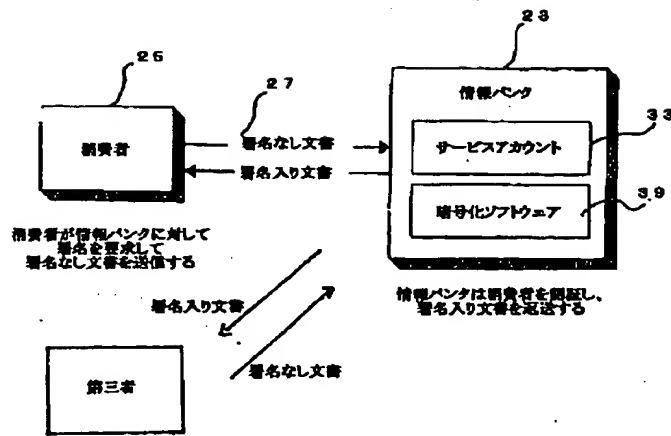 25
23
27
情報バンク
33
消費者
署名なし文書
サービスアカウント
署名入り文書
39
暗号化ソフトウェア
消費者が情報バンクに対して
署名を要求して
署名なし文書を送信する
情報バンクは消費者を認証し、
署名入り文書を返送する
署名入り文書
署名なし文書
第三者